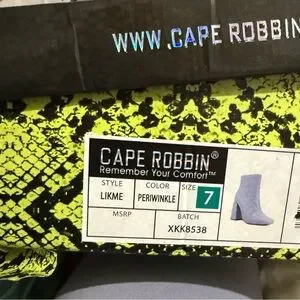 WWW.CAPE ROBBIN
CAPE ROBBIN®
Remember Your Comfort™
STYLE COLOR SIZE
LIKME PERIWINKLE 7
MSRP BATCH
XKK8538